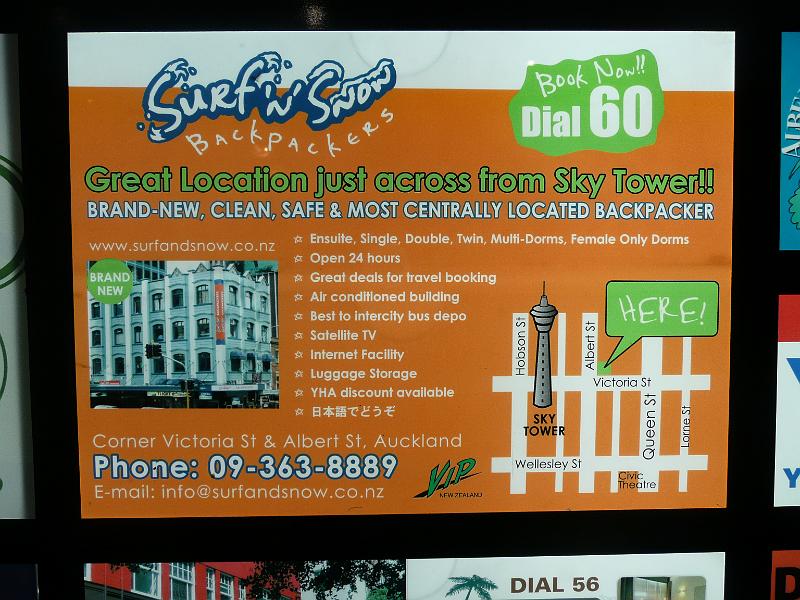 SURF 'N' SNOW
BACKPACKERS
BOOK NOW!!
Dial 60
Great Location just across from Sky Tower!!
BRAND-NEW, CLEAN, SAFE & MOST CENTRALLY LOCATED BACKPACKER
www.surfandsnow.co.nz
BRAND
NEW
☆ Ensuite, Single, Double, Twin, Multi-Dorms, Female Only Dorms
☆ Open 24 hours
☆ Great deals for travel booking
☆ Air conditioned building
☆ Best to intercity bus depo
☆ Satellite TV
☆ Internet Facility
☆ Luggage Storage
☆ YHA discount available
☆ 日本語でどうぞ
HERE!
Hobson St
Albert St
Victoria St
SKY
TOWER
Queen St
Lorne St
Wellesley St
Civic
Theatre
Corner Victoria St & Albert St, Auckland
Phone: 09-363-8889
E-mail: info@surfandsnow.co.nz
V.I.P
NEW ZEALAND
DIAL 56